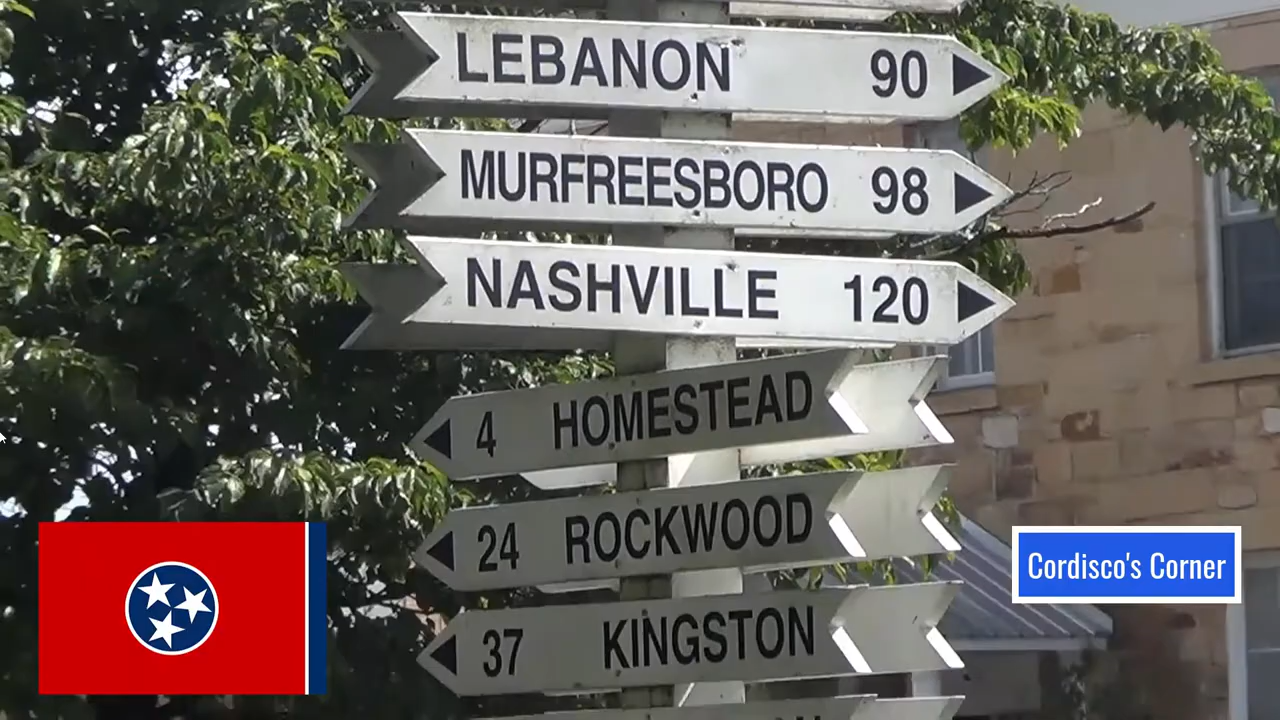 LEBANON 90
MURFREESBORO 98
NASHVILLE 120
4 HOMESTEAD
24 ROCKWOOD
37 KINGSTON
Cordisco's Corner